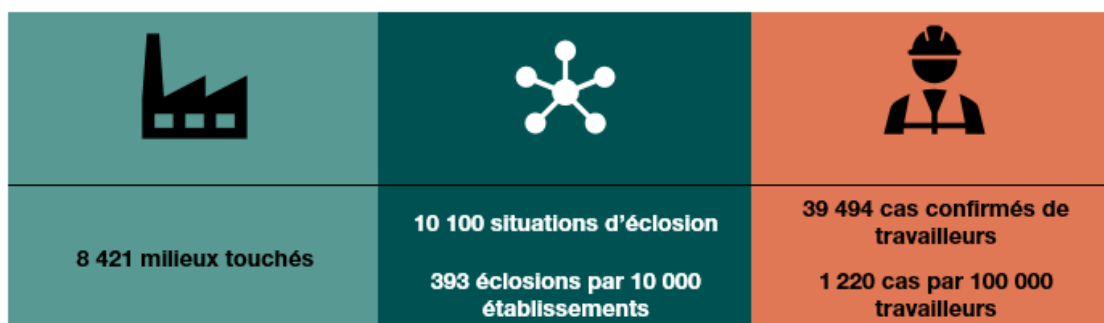 8 421 milieux touchés
10 100 situations d’éclosion
393 éclosions par 10 000
établissements
39 494 cas confirmés de
travailleurs
1 220 cas par 100 000
travailleurs